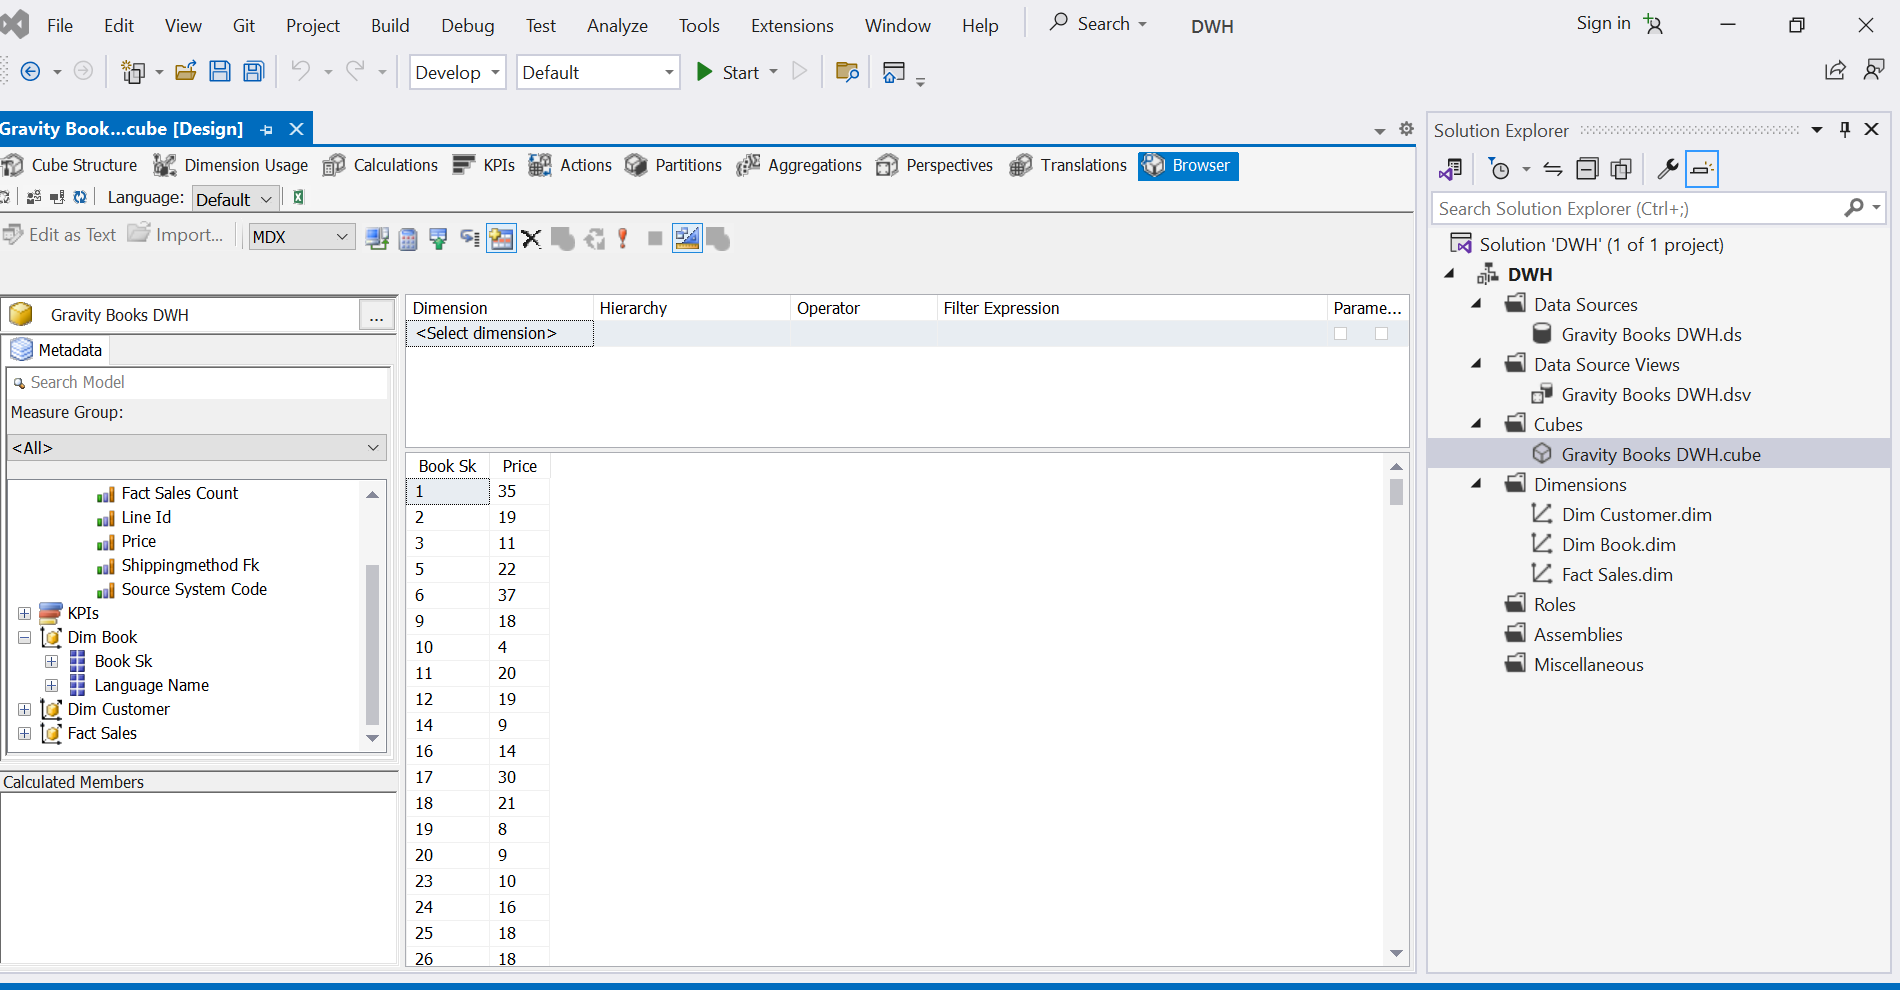 File Edit View Git Project Build Debug Test Analyze Tools Extensions Window Help Search DWH Sign in
Develop Default Start
Gravity Book...cube [Design]
Cube Structure Dimension Usage Calculations KPIs Actions Partitions Aggregations Perspectives Translations Browser
Language: Default
Edit as Text Import... MDX
Gravity Books DWH ...
Metadata
Search Model
Measure Group:
<All>
Fact Sales Count
Line Id
Price
Shippingmethod Fk
Source System Code
KPIs
Dim Book
Book Sk
Language Name
Dim Customer
Fact Sales
Calculated Members
Dimension Hierarchy Operator Filter Expression Parame...
<Select dimension>
Book Sk Price
1 35
2 19
3 11
5 22
6 37
9 18
10 4
11 20
12 19
14 9
16 14
17 30
18 21
19 8
20 9
23 10
24 16
25 18
26 18
Solution Explorer
Search Solution Explorer (Ctrl+;)
Solution 'DWH' (1 of 1 project)
DWH
Data Sources
Gravity Books DWH.ds
Data Source Views
Gravity Books DWH.dsv
Cubes
Gravity Books DWH.cube
Dimensions
Dim Customer.dim
Dim Book.dim
Fact Sales.dim
Roles
Assemblies
Miscellaneous